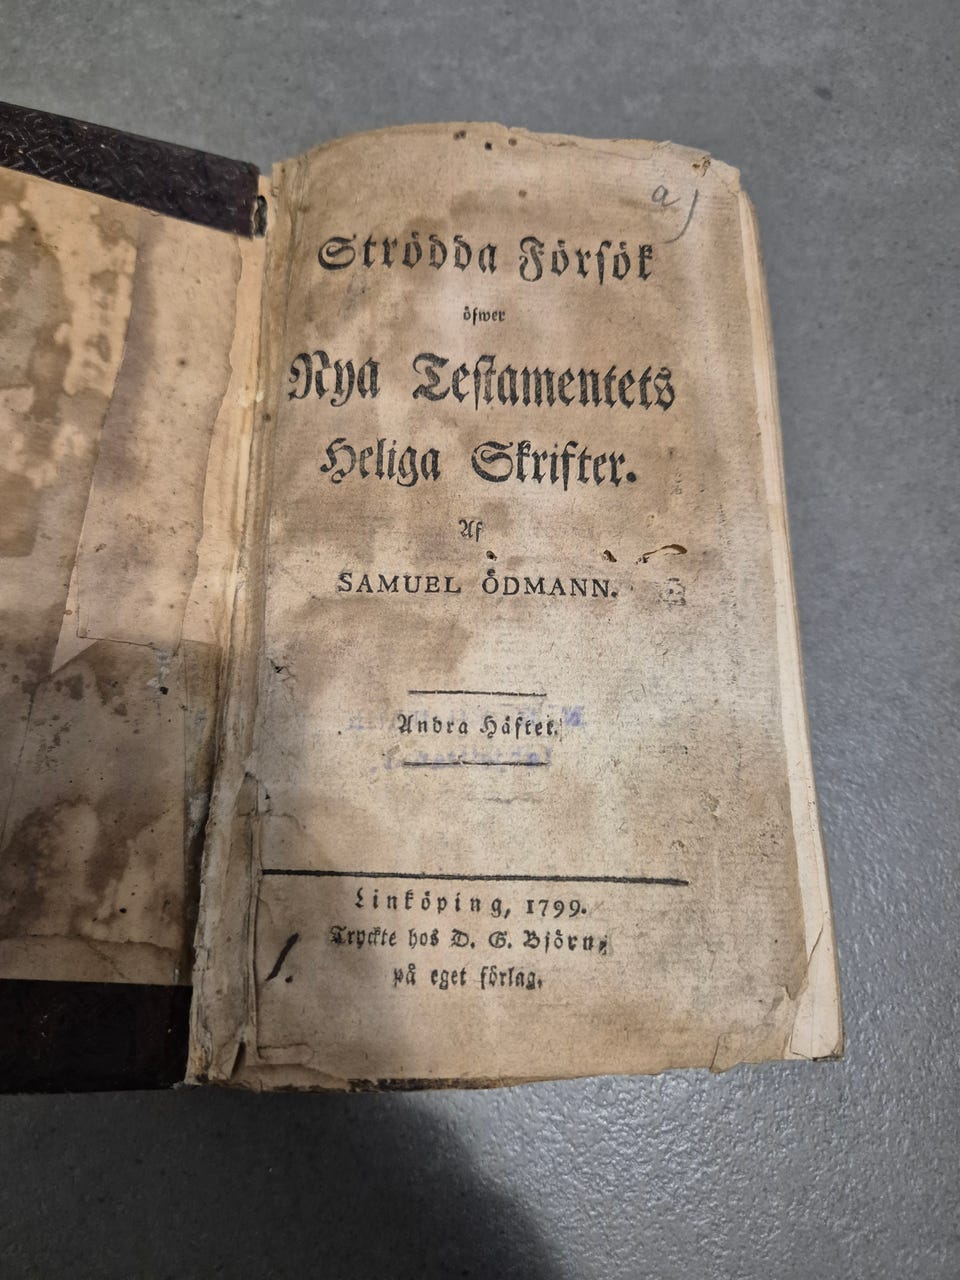 a)
Strödda Försök
öfwer
Nya Testamentets
Heliga Skrifter.
Af
SAMUEL ÖDMANN.
Andra Häftet.
Linköping, 1799.
Tryckte hos D. G. Björn,
på eget förlag.
1.